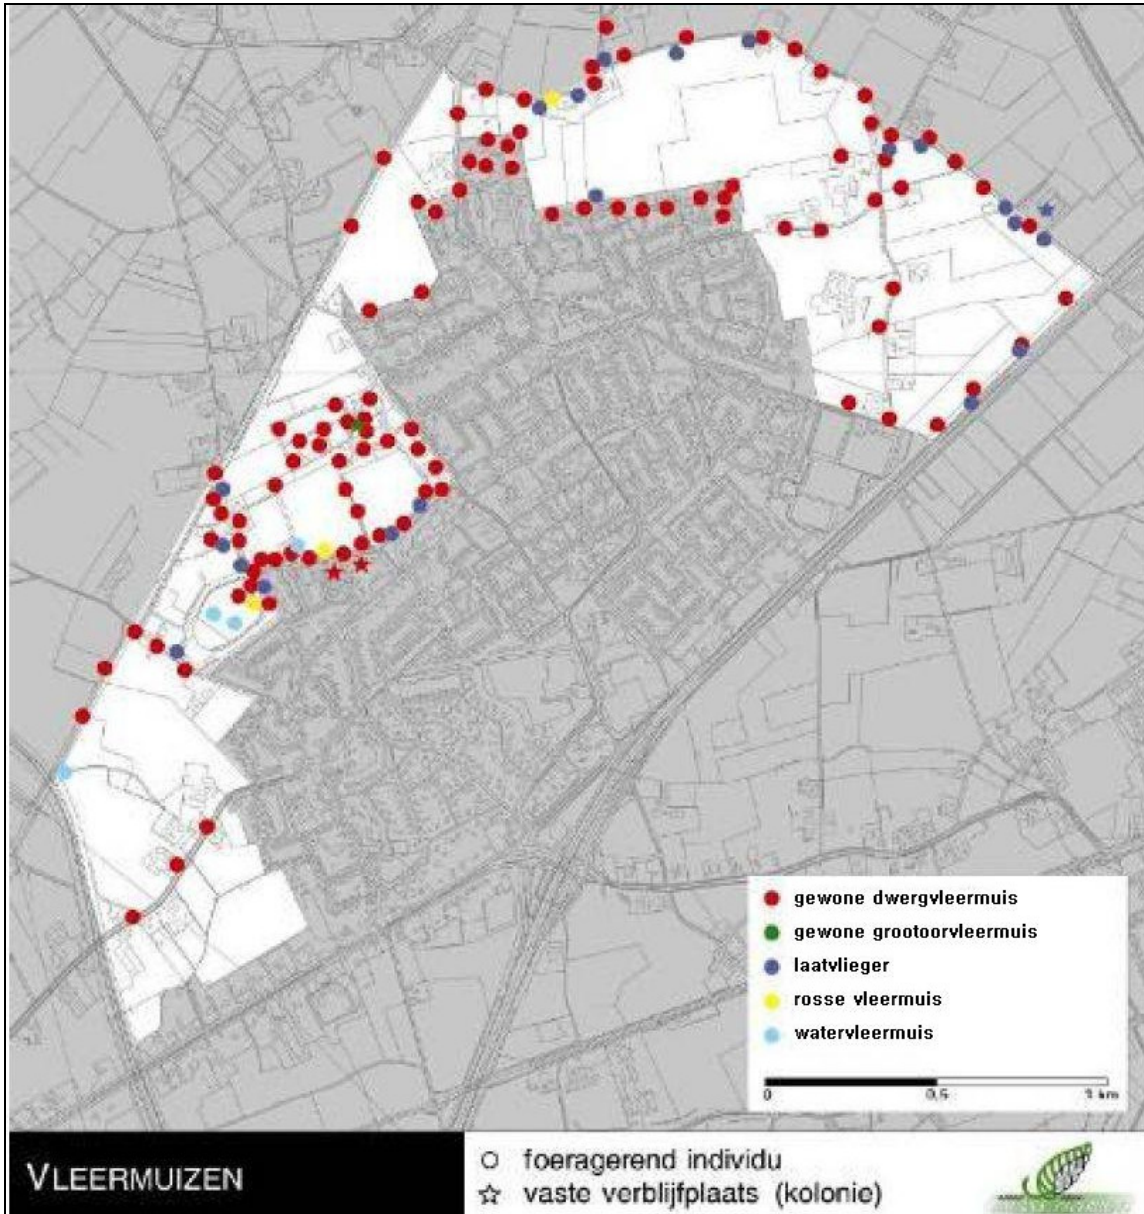 gewone dwergvleermuis
gewone grootoorvleermuis
laatvlieger
rosse vleermuis
watervleermuis
0 0,5 1 km
VLEERMUIZEN
foeragerend individu
vaste verblijfplaats (kolonie)